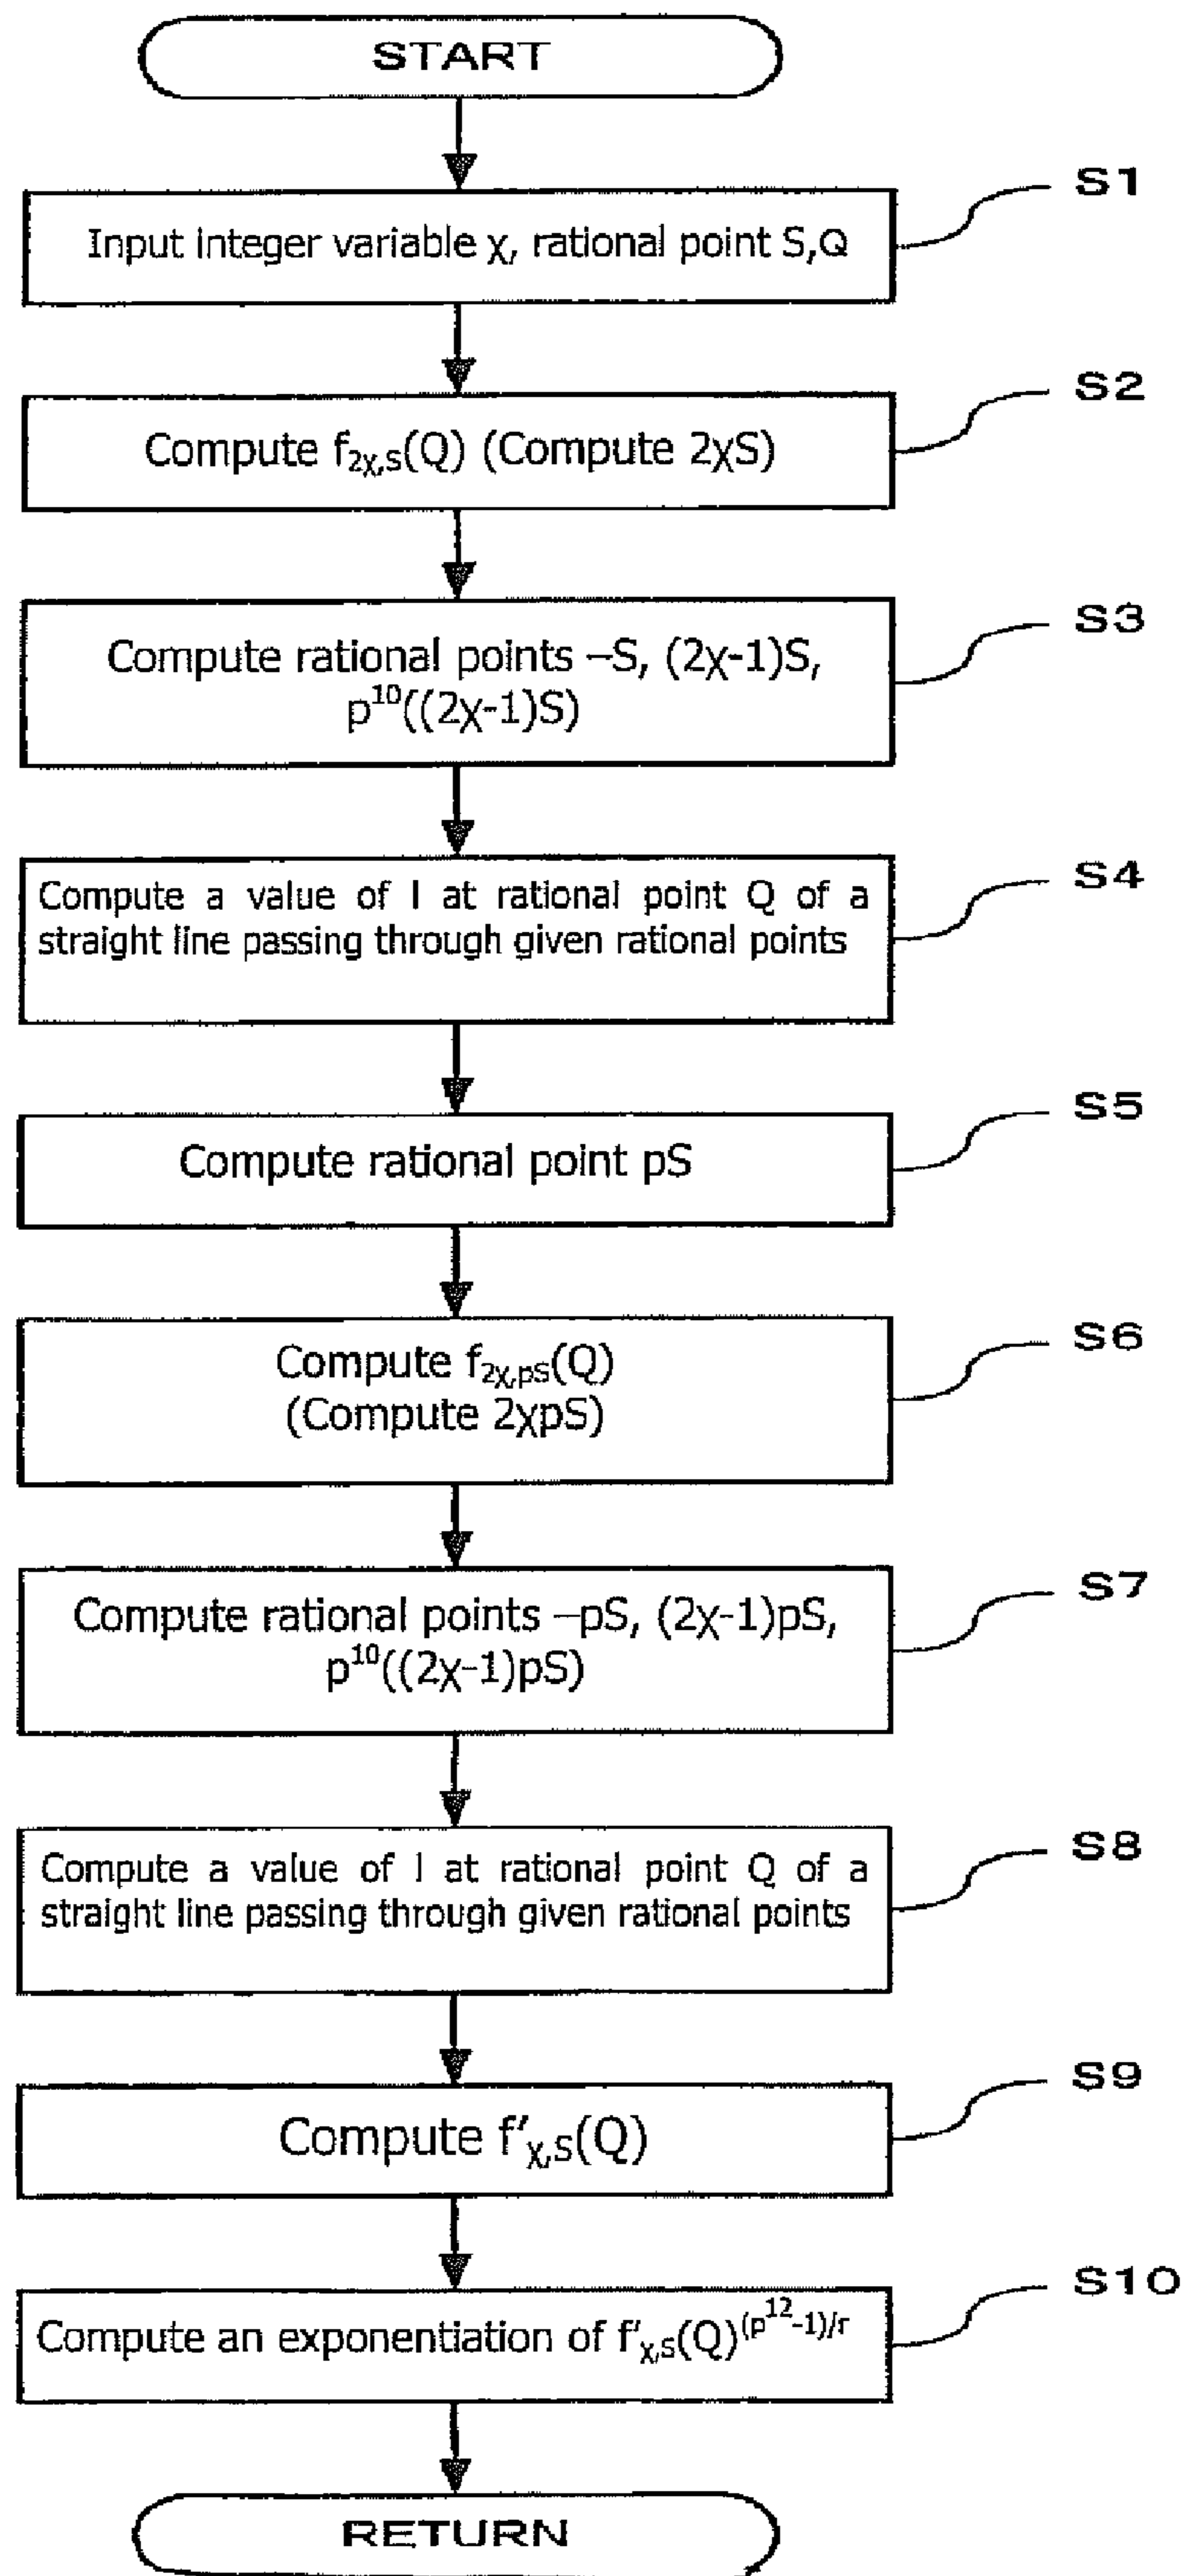 START
S1
Input integer variable χ, rational point S,Q
S2
Compute f₂χ,s(Q) (Compute 2χS)
S3
Compute rational points –S, (2χ-1)S,
p¹⁰((2χ-1)S)
S4
Compute a value of l at rational point Q of a
straight line passing through given rational points
S5
Compute rational point pS
S6
Compute f₂χ,pS(Q)
(Compute 2χpS)
S7
Compute rational points –pS, (2χ-1)pS,
p¹⁰((2χ-1)pS)
S8
Compute a value of l at rational point Q of a
straight line passing through given rational points
S9
Compute f'χ,S(Q)
S10
Compute an exponentiation of f'χ,S(Q)^(p¹²-1)/r
RETURN